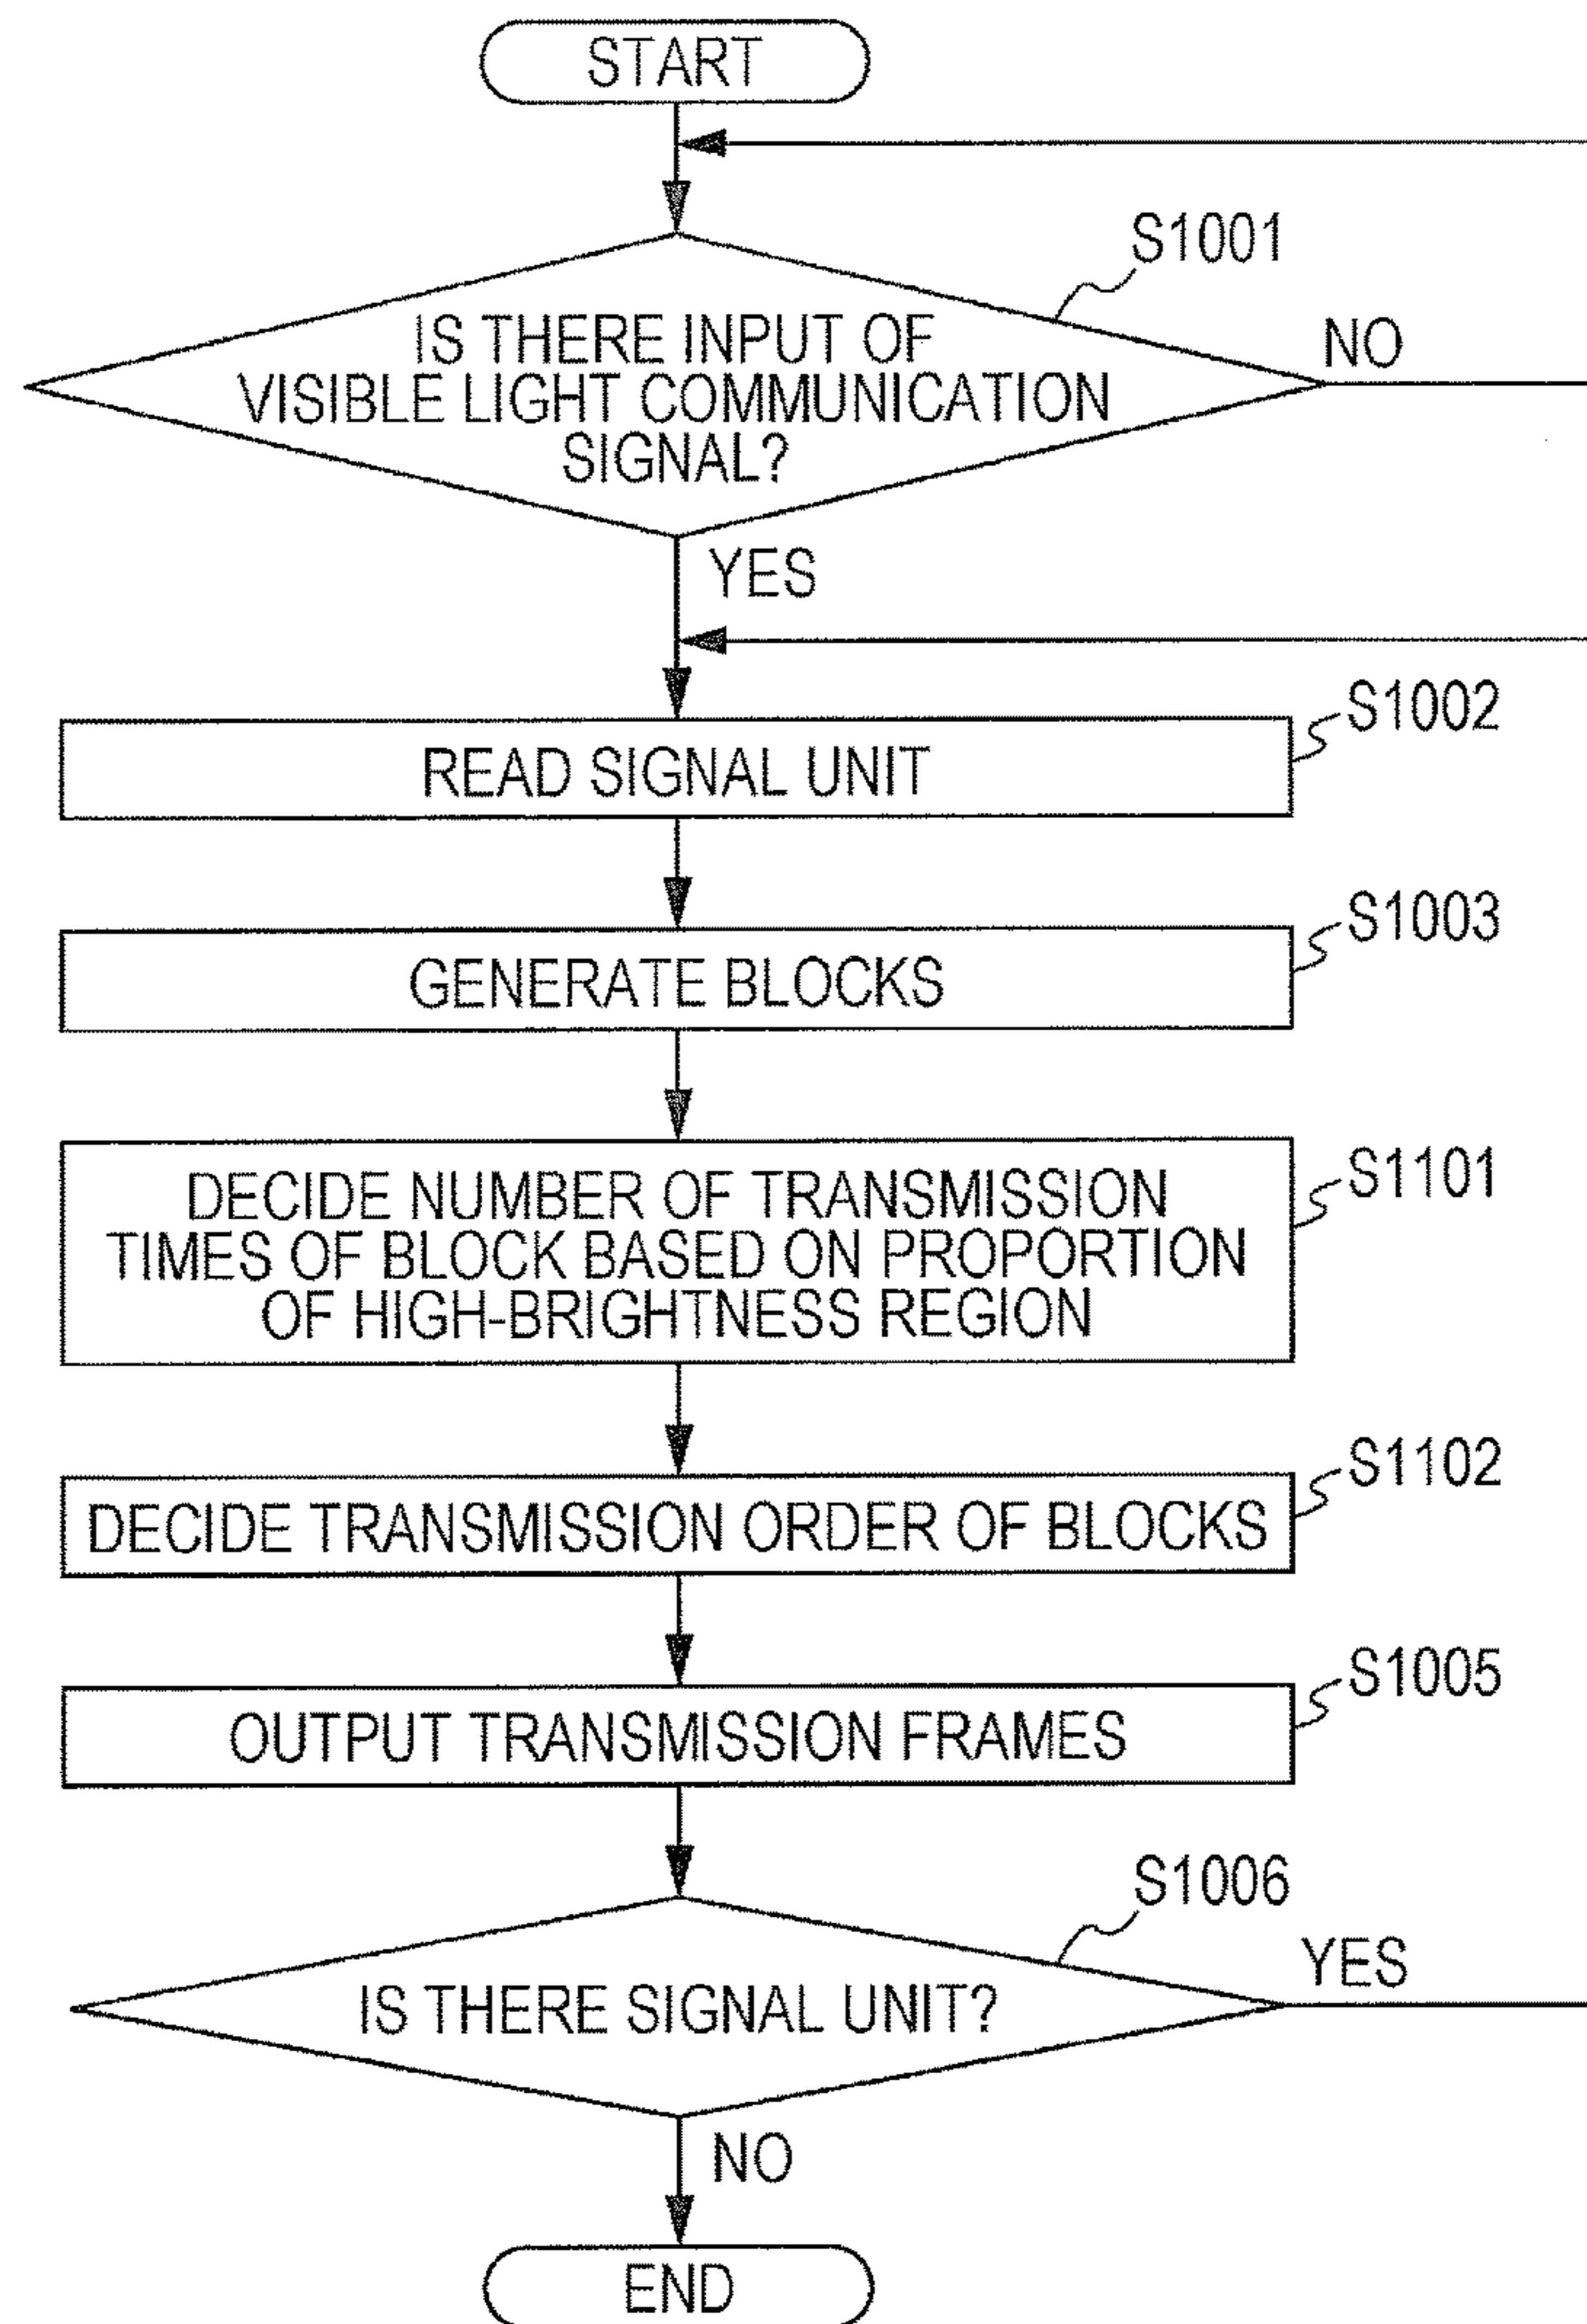 START
S1001
IS THERE INPUT OF
VISIBLE LIGHT COMMUNICATION
SIGNAL?
NO
YES
S1002
READ SIGNAL UNIT
S1003
GENERATE BLOCKS
S1101
DECIDE NUMBER OF TRANSMISSION
TIMES OF BLOCK BASED ON PROPORTION
OF HIGH-BRIGHTNESS REGION
S1102
DECIDE TRANSMISSION ORDER OF BLOCKS
S1005
OUTPUT TRANSMISSION FRAMES
S1006
IS THERE SIGNAL UNIT?
YES
NO
END